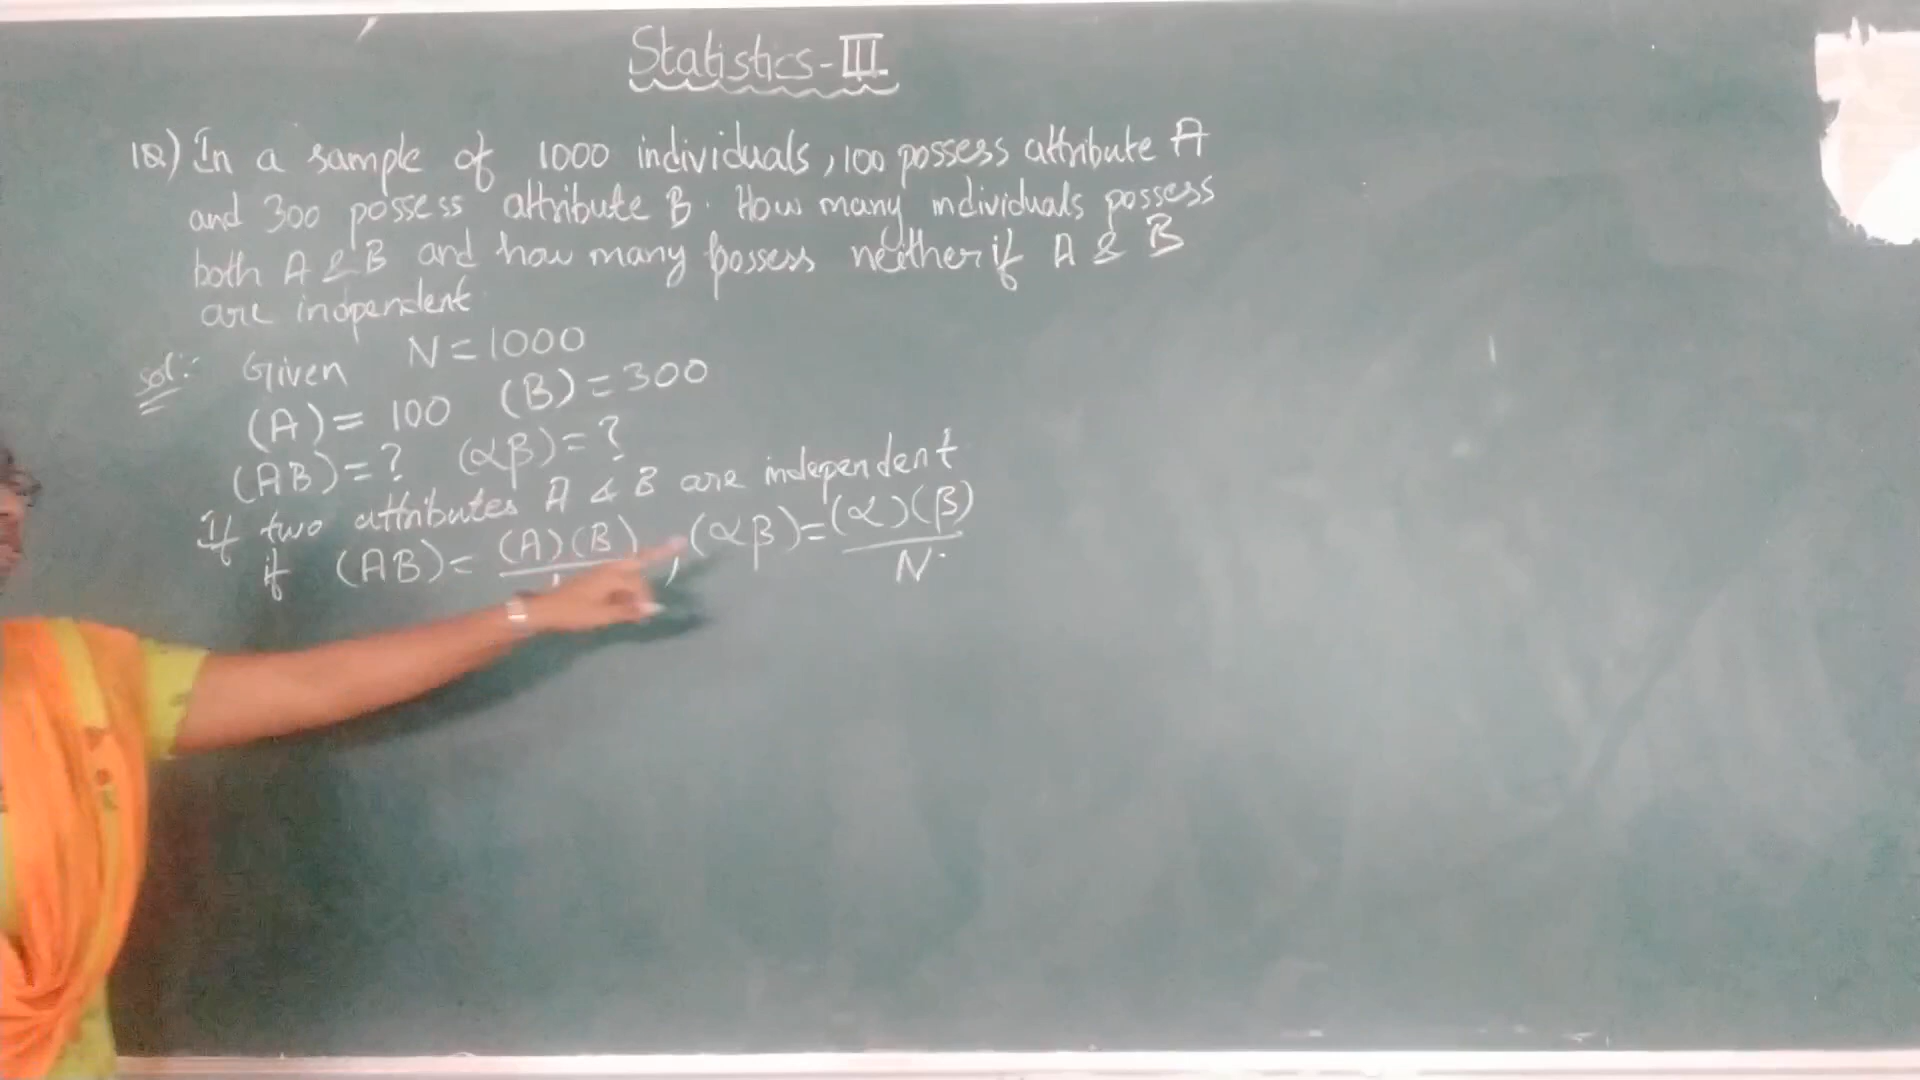 Statistics-III
1Q) In a sample of 1000 individuals, 100 possess attribute A
and 300 possess attribute B. How many individuals possess
both A & B and how many possess neither if A & B
are indpendent
Sol:- Given N=1000
(A)= 100 (B)=300
(AB)=? (αβ)=?
If two attributes A & B are independent
if (AB)= (A)(B) , (αβ)= (α)(β)
N